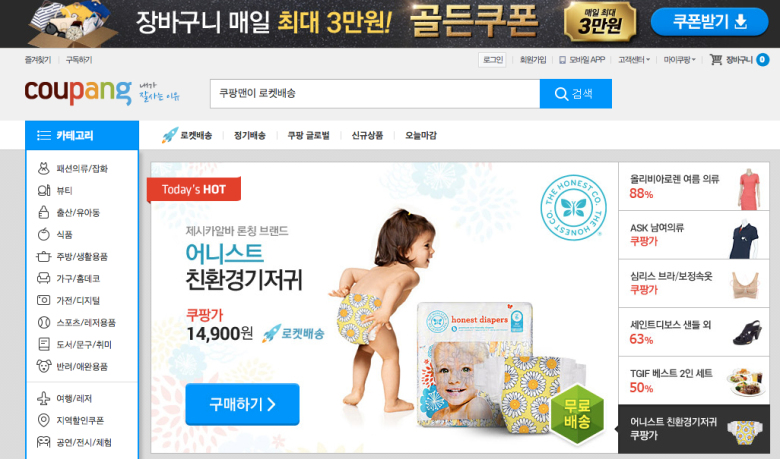 장바구니 매일 최대 3만원! 골든쿠폰 매일 최대 3만원 쿠폰받기
즐겨찾기 구독하기 로그인 회원가입 모바일 APP 고객센터 마이쿠팡 장바구니 0
coupang 내가 잘사는 이유
쿠팡맨이 로켓배송 검색
카테고리 로켓배송 정기배송 쿠팡 글로벌 신규상품 오늘마감
패션의류/잡화
뷰티
출산/유아동
식품
주방/생활용품
가구/홈데코
가전/디지털
스포츠/레저용품
도서/문구/취미
반려/애완용품
여행/레저
지역할인쿠폰
공연/전시/체험
Today's HOT
THE HONEST CO. THE HONEST CO.
제시카알바 론칭 브랜드
어니스트
친환경기저귀
쿠팡가
14,900원 로켓배송
구매하기
honest diapers
무료
배송
올리비아로렌 여름 의류
88%
ASK 남여의류
쿠팡가
심리스 브라/보정속옷
쿠팡가
세인트디보스 샌들 외
63%
TGIF 베스트 2인 세트
50%
어니스트 친환경기저귀
쿠팡가